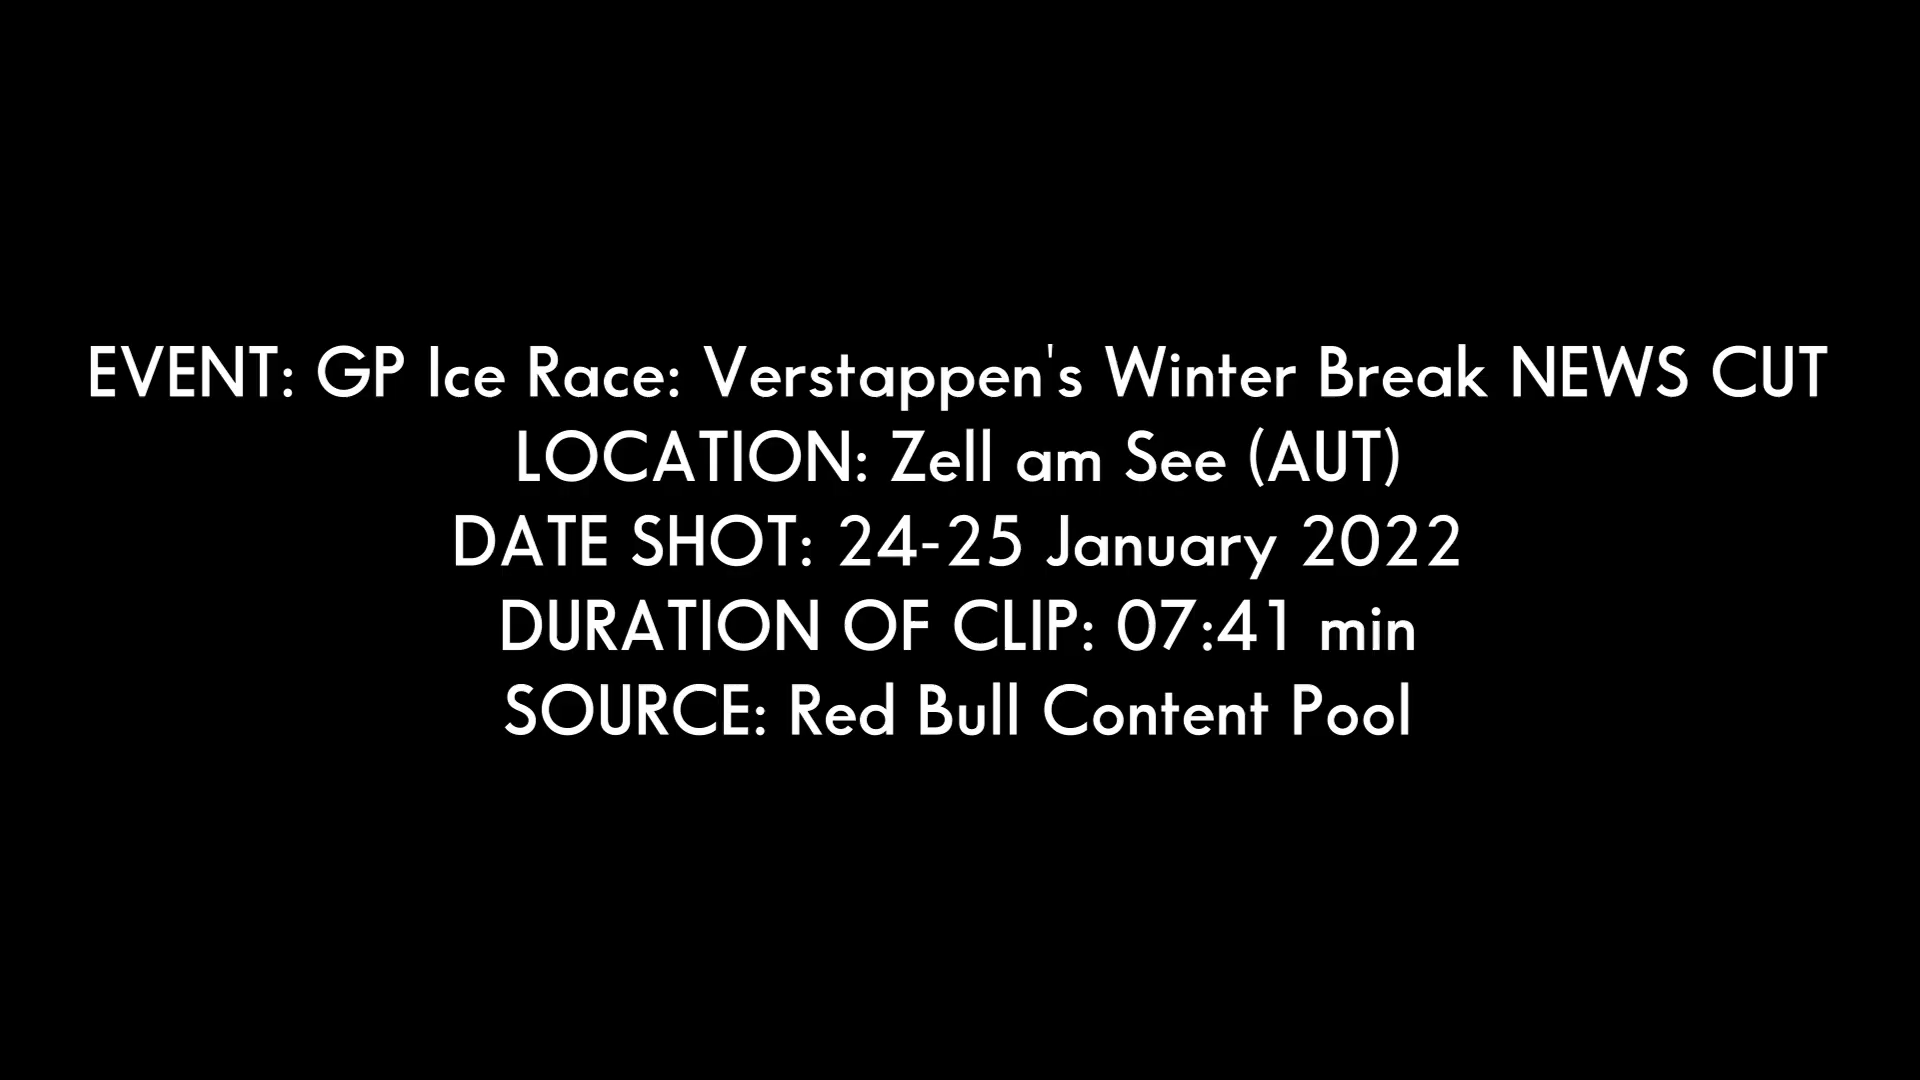 EVENT: GP Ice Race: Verstappen's Winter Break NEWS CUT
LOCATION: Zell am See (AUT)
DATE SHOT: 24-25 January 2022
DURATION OF CLIP: 07:41 min
SOURCE: Red Bull Content Pool